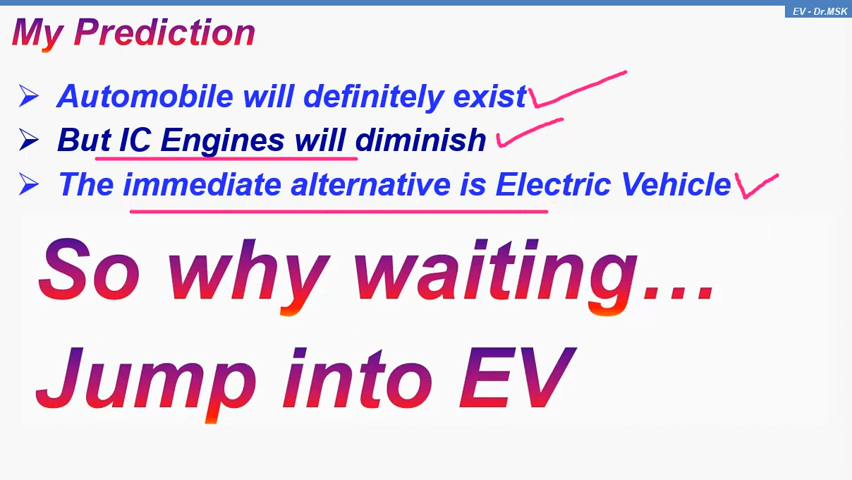 EV - Dr.MSK
My Prediction
Automobile will definitely exist
But IC Engines will diminish
The immediate alternative is Electric Vehicle
So why waiting...
Jump into EV